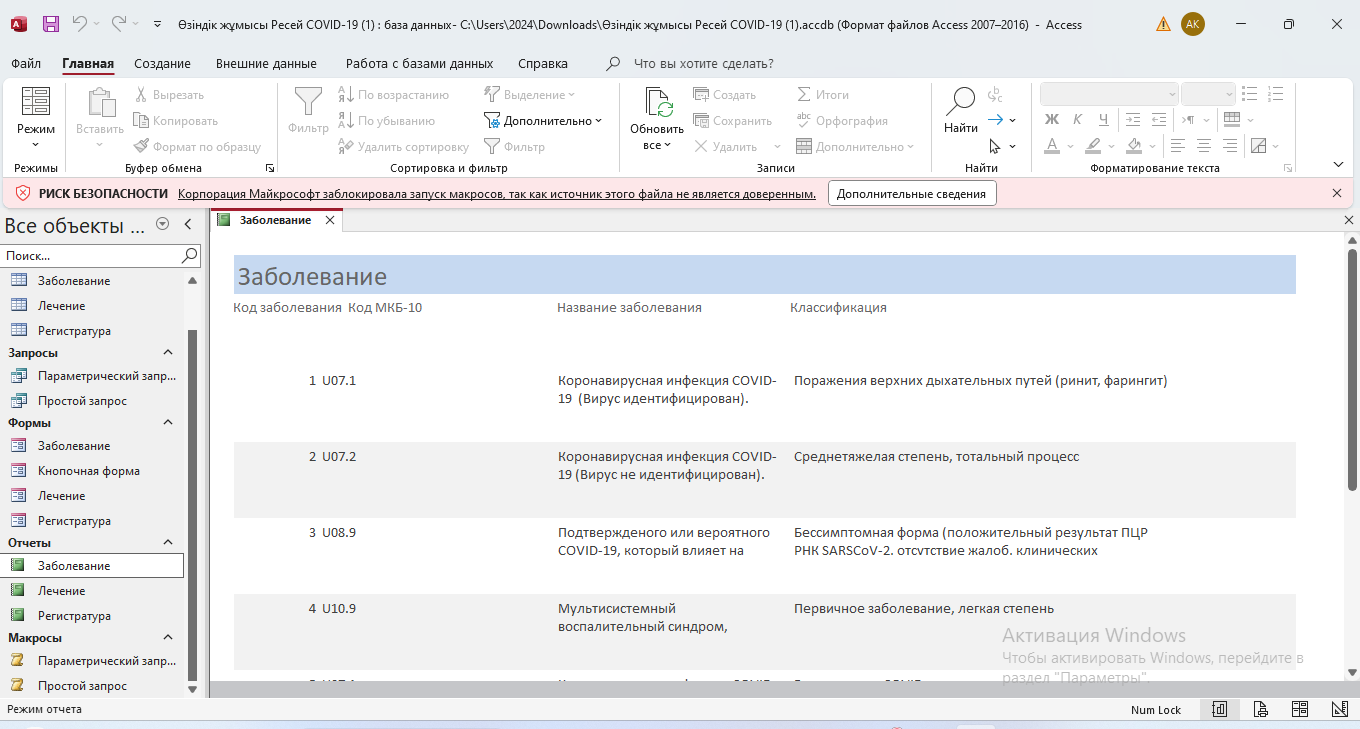 Өзіндік жұмысы Ресей COVID-19 (1) : база данных- C:\Users\2024\Downloads\Өзіндік жұмысы Ресей COVID-19 (1).accdb (Формат файлов Access 2007–2016) - Access
АК
Файл Главная Создание Внешние данные Работа с базами данных Справка Что вы хотите сделать?
Режим
Режимы
Вставить
Вырезать
Копировать
Формат по образцу
Буфер обмена
Фильтр
По возрастанию
По убыванию
Удалить сортировку
Выделение
Дополнительно
Фильтр
Сортировка и фильтр
Обновить
все
Создать
Сохранить
Удалить
Итоги
Орфография
Дополнительно
Записи
Найти
Найти
Ж К Ч
Форматирование текста
РИСК БЕЗОПАСНОСТИ Корпорация Майкрософт заблокировала запуск макросов, так как источник этого файла не является доверенным. Дополнительные сведения
Все объекты ...
Поиск...
Заболевание
Лечение
Регистратура
Запросы
Параметрический запр...
Простой запрос
Формы
Заболевание
Кнопочная форма
Лечение
Регистратура
Отчеты
Заболевание
Лечение
Регистратура
Макросы
Параметрический запр...
Простой запрос
Заболевание
Заболевание
Код заболевания Код МКБ-10 Название заболевания Классификация
1 U07.1 Коронавирусная инфекция COVID- Поражения верхних дыхательных путей (ринит, фарингит)
19 (Вирус идентифицирован).
2 U07.2 Коронавирусная инфекция COVID- Среднетяжелая степень, тотальный процесс
19 (Вирус не идентифицирован).
3 U08.9 Подтвержденого или вероятного Бессимптомная форма (положительный результат ПЦР
COVID-19, который влияет на РНК SARSCoV-2. отсутствие жалоб. клинических
4 U10.9 Мультисистемный Первичное заболевание, легкая степень
воспалительный синдром,
Активация Windows
Чтобы активировать Windows, перейдите в
раздел "Параметры".
Режим отчета
Num Lock